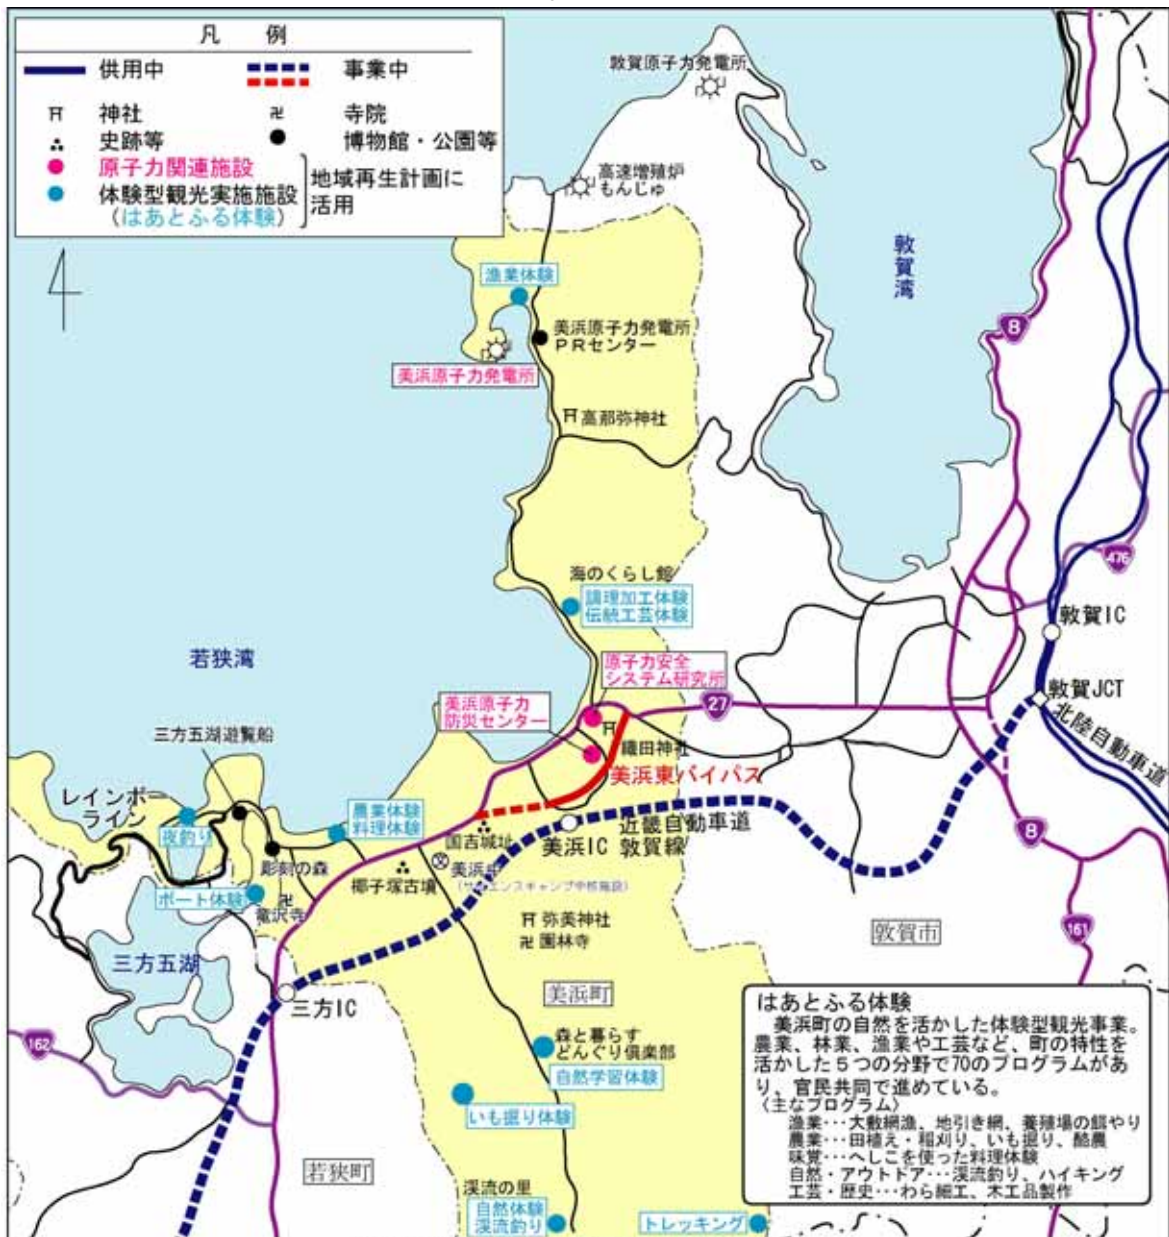 凡　例
供用中
事業中
神社
寺院
史跡等
博物館・公園等
原子力関連施設
体験型観光実施施設
(はあとふる体験)
地域再生計画に
活用
敦賀原子力発電所
高速増殖炉
もんじゅ
敦賀湾
漁業体験
美浜原子力発電所
PRセンター
美浜原子力発電所
8
高那弥神社
476
海のくらし館
調理加工体験
伝統工芸体験
敦賀IC
若狭湾
原子力安全
システム研究所
敦賀JCT
北陸自動車道
美浜原子力
防災センター
27
三方五湖遊覧船
織田神社
美浜東バイパス
レインボー
ライン
農業体験
料理体験
夜釣り
国吉城址
美浜IC
近畿自動車道
敦賀線
8
彫刻の森
椰子塚古墳
ボート体験
竜沢寺
弥美神社
園林寺
敦賀市
161
三方五湖
三方IC
美浜町
162
森と暮らす
どんぐり倶楽部
自然学習体験
いも掘り体験
若狭町
渓流の里
自然体験
渓流釣り
トレッキング
はあとふる体験
美浜町の自然を活かした体験型観光事業。
農業、林業、漁業や工芸など、町の特性を
活かした5つの分野で70のプログラムがあ
り、官民共同で進めている。
〈主なプログラム〉
漁業…大敷網漁、地引き網、養殖場の餌やり
農業…田植え・稲刈り、いも掘り、酪農
味覚…へしこを使った料理体験
自然・アウトドア…渓流釣り、ハイキング
工芸・歴史…わら細工、木工品製作